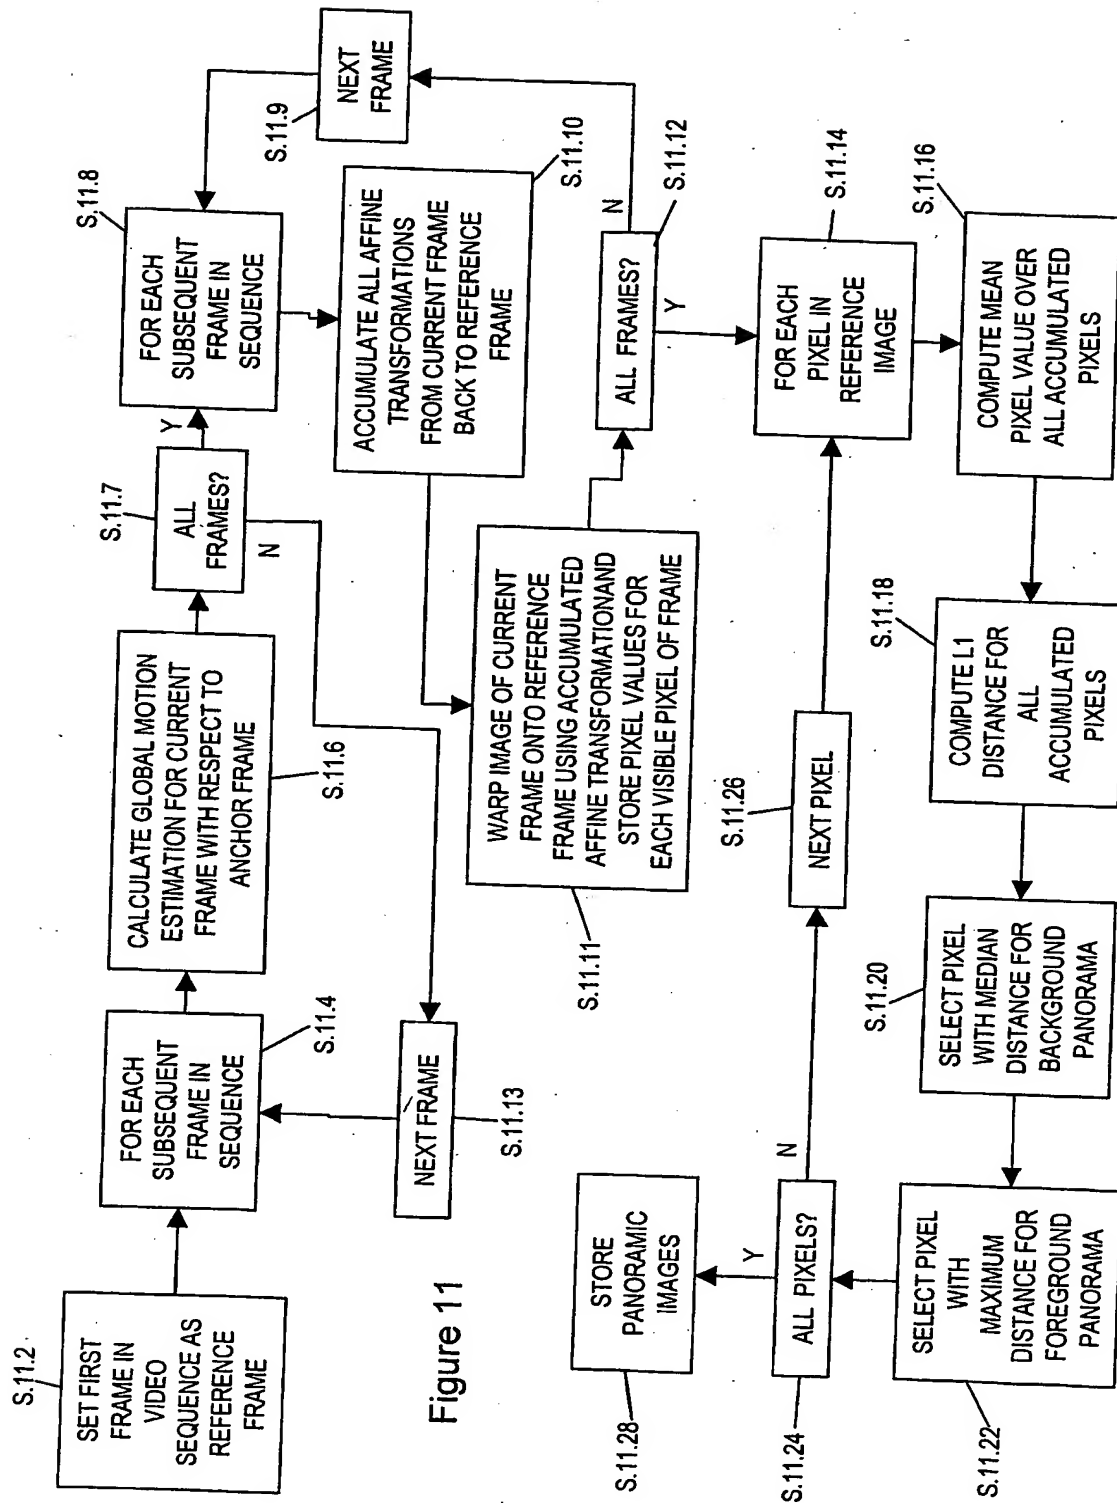 S.11.2
SET FIRST
FRAME IN
VIDEO
SEQUENCE AS
REFERENCE
FRAME
FOR EACH
SUBSEQUENT
FRAME IN
SEQUENCE
S.11.4
CALCULATE GLOBAL MOTION
ESTIMATION FOR CURRENT
FRAME WITH RESPECT TO
ANCHOR FRAME
S.11.6
S.11.7
ALL
FRAMES?
Y
N
S.11.8
FOR EACH
SUBSEQUENT
FRAME IN
SEQUENCE
S.11.9
NEXT
FRAME
NEXT FRAME
S.11.13
ACCUMULATE ALL AFFINE
TRANSFORMATIONS
FROM CURRENT FRAME
BACK TO REFERENCE
FRAME
S.11.10
WARP IMAGE OF CURRENT
FRAME ONTO REFERENCE
FRAME USING ACCUMULATED
AFFINE TRANSFORMATIONAND
STORE PIXEL VALUES FOR
EACH VISIBLE PIXEL OF FRAME
S.11.11
ALL FRAMES?
N
Y
S.11.12
Figure 11
STORE
PANORAMIC
IMAGES
S.11.28
Y
ALL PIXELS?
N
S.11.24
NEXT PIXEL
S.11.26
FOR EACH
PIXEL IN
REFERENCE
IMAGE
S.11.14
SELECT PIXEL
WITH
MAXIMUM
DISTANCE FOR
FOREGROUND
PANORAMA
S.11.22
S.11.20
SELECT PIXEL
WITH MEDIAN
DISTANCE FOR
BACKGROUND
PANORAMA
S.11.18
COMPUTE L1
DISTANCE FOR
ALL
ACCUMULATED
PIXELS
S.11.16
COMPUTE MEAN
PIXEL VALUE OVER
ALL ACCUMULATED
PIXELS